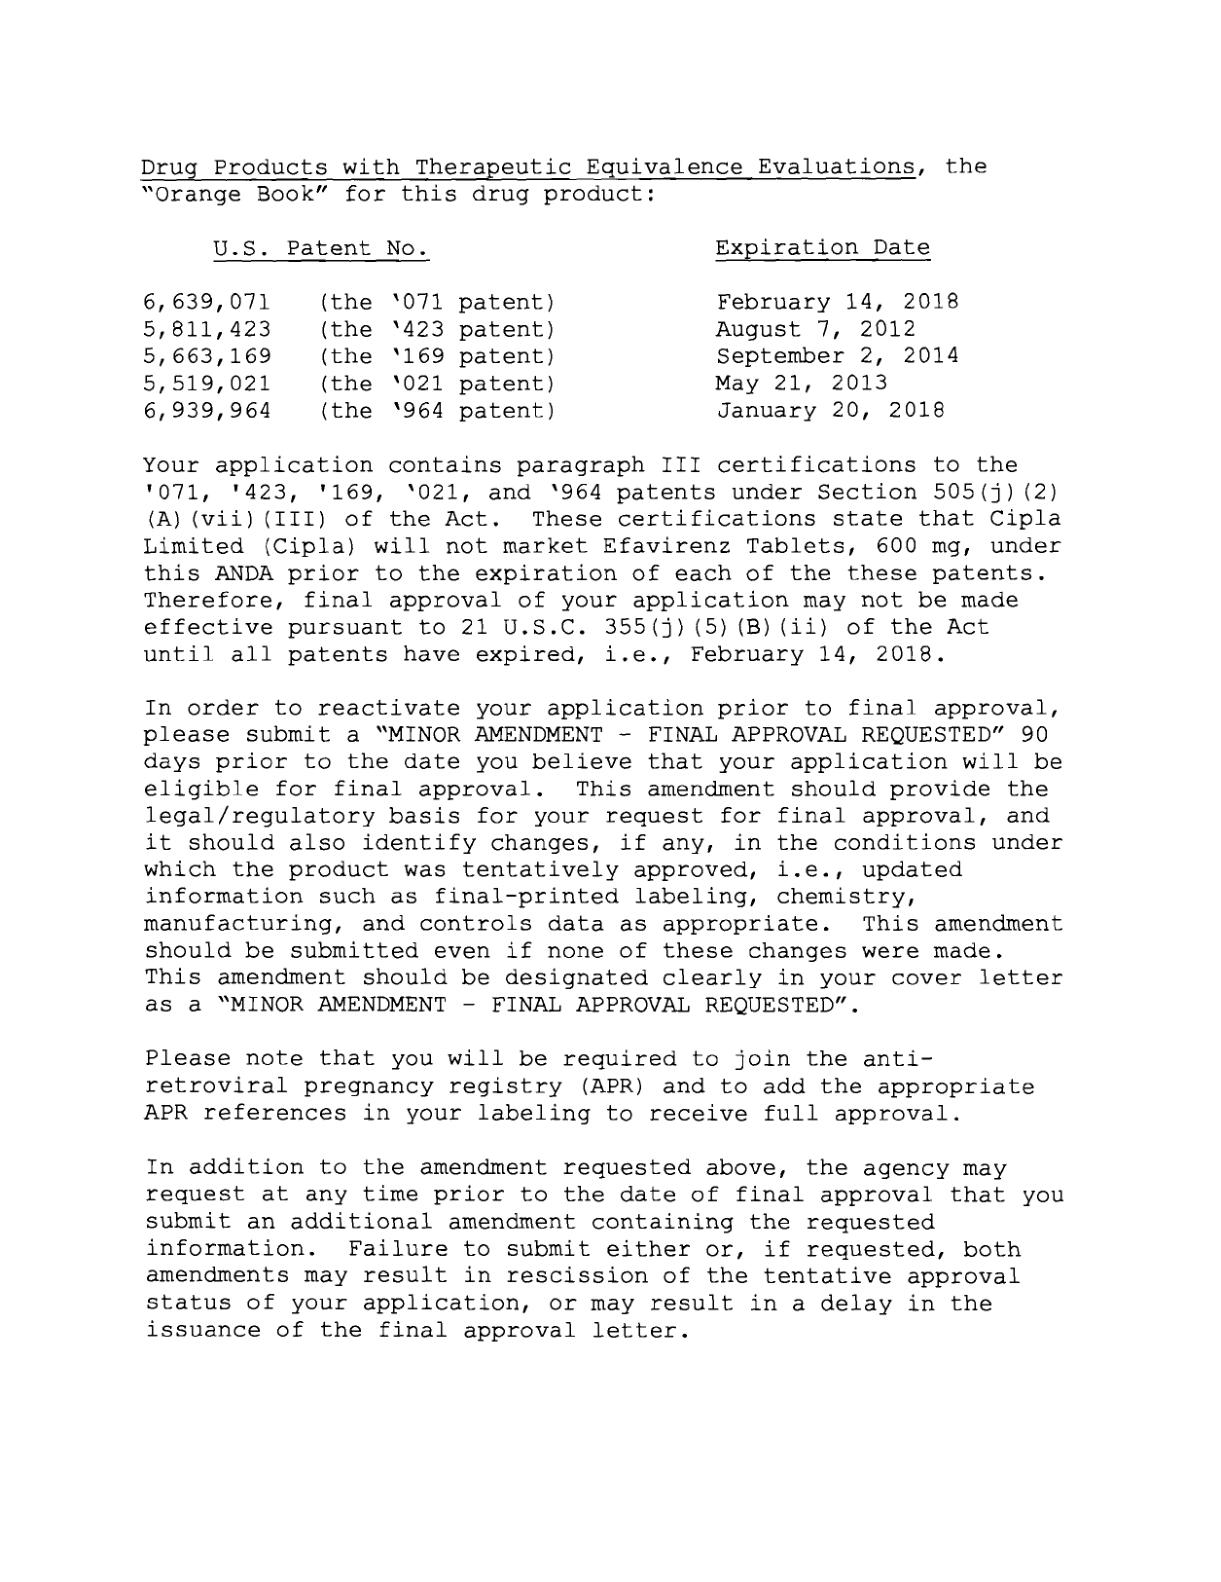 Drug Products with Therapeutic Equivalence Evaluations, the
"Orange Book" for this drug product:
U.S. Patent No. Expiration Date
6,639,071 (the '071 patent) February 14, 2018
5,811,423 (the '423 patent) August 7, 2012
5,663,169 (the '169 patent) September 2, 2014
5,519,021 (the '021 patent) May 21, 2013
6,939,964 (the '964 patent) January 20, 2018
Your application contains paragraph III certifications to the
'071, '423, '169, '021, and '964 patents under Section 505(j)(2)
(A)(vii)(III) of the Act. These certifications state that Cipla
Limited (Cipla) will not market Efavirenz Tablets, 600 mg, under
this ANDA prior to the expiration of each of the these patents.
Therefore, final approval of your application may not be made
effective pursuant to 21 U.S.C. 355(j)(5)(B)(ii) of the Act
until all patents have expired, i.e., February 14, 2018.
In order to reactivate your application prior to final approval,
please submit a "MINOR AMENDMENT - FINAL APPROVAL REQUESTED" 90
days prior to the date you believe that your application will be
eligible for final approval. This amendment should provide the
legal/regulatory basis for your request for final approval, and
it should also identify changes, if any, in the conditions under
which the product was tentatively approved, i.e., updated
information such as final-printed labeling, chemistry,
manufacturing, and controls data as appropriate. This amendment
should be submitted even if none of these changes were made.
This amendment should be designated clearly in your cover letter
as a "MINOR AMENDMENT - FINAL APPROVAL REQUESTED".
Please note that you will be required to join the anti-
retroviral pregnancy registry (APR) and to add the appropriate
APR references in your labeling to receive full approval.
In addition to the amendment requested above, the agency may
request at any time prior to the date of final approval that you
submit an additional amendment containing the requested
information. Failure to submit either or, if requested, both
amendments may result in rescission of the tentative approval
status of your application, or may result in a delay in the
issuance of the final approval letter.